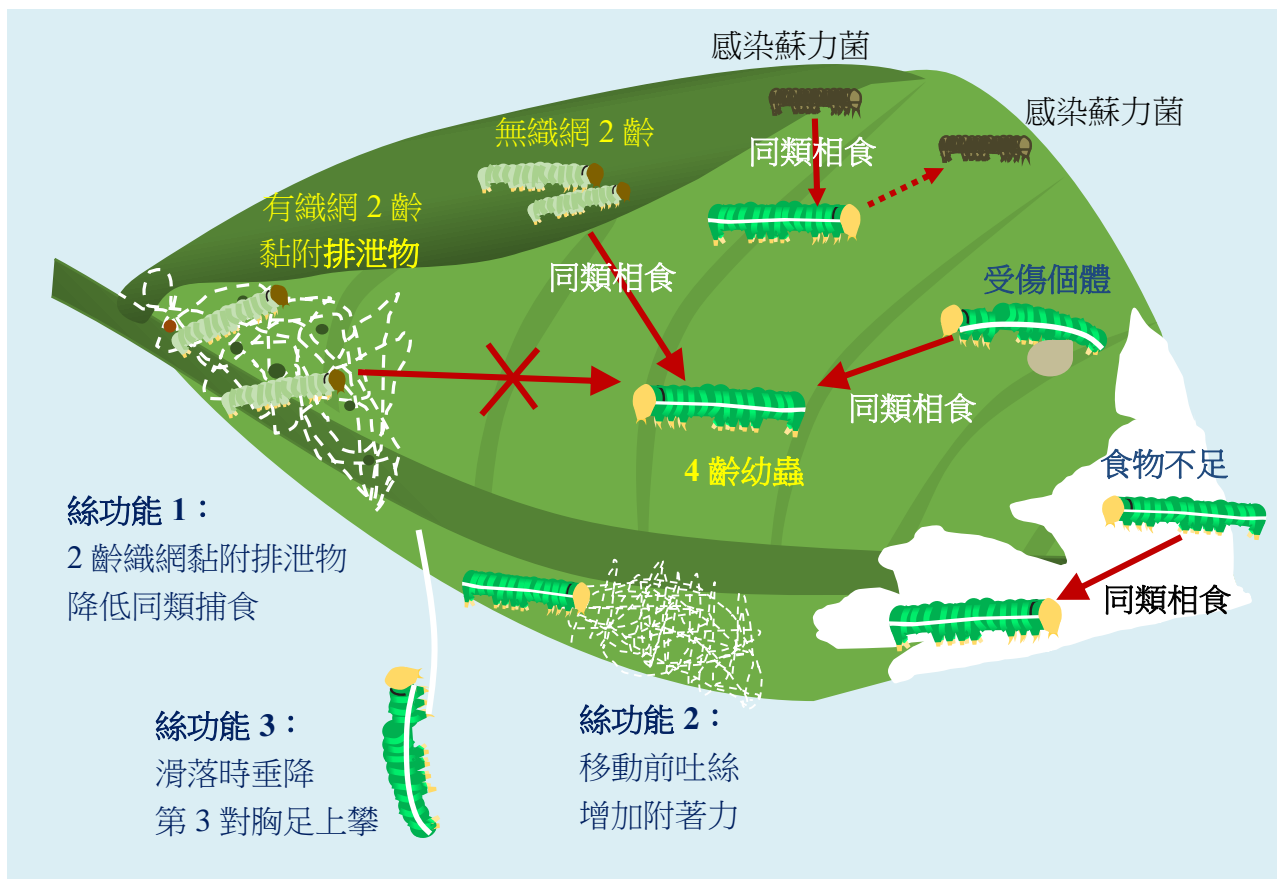 感染蘇力菌
感染蘇力菌
無織網 2 齡
同類相食
有織網 2 齡
黏附排泄物
同類相食
受傷個體
同類相食
4 齡幼蟲
食物不足
同類相食
絲功能 1：
2 齡織網黏附排泄物
降低同類捕食
絲功能 3：
滑落時垂降
第 3 對胸足上攀
絲功能 2：
移動前吐絲
增加附著力